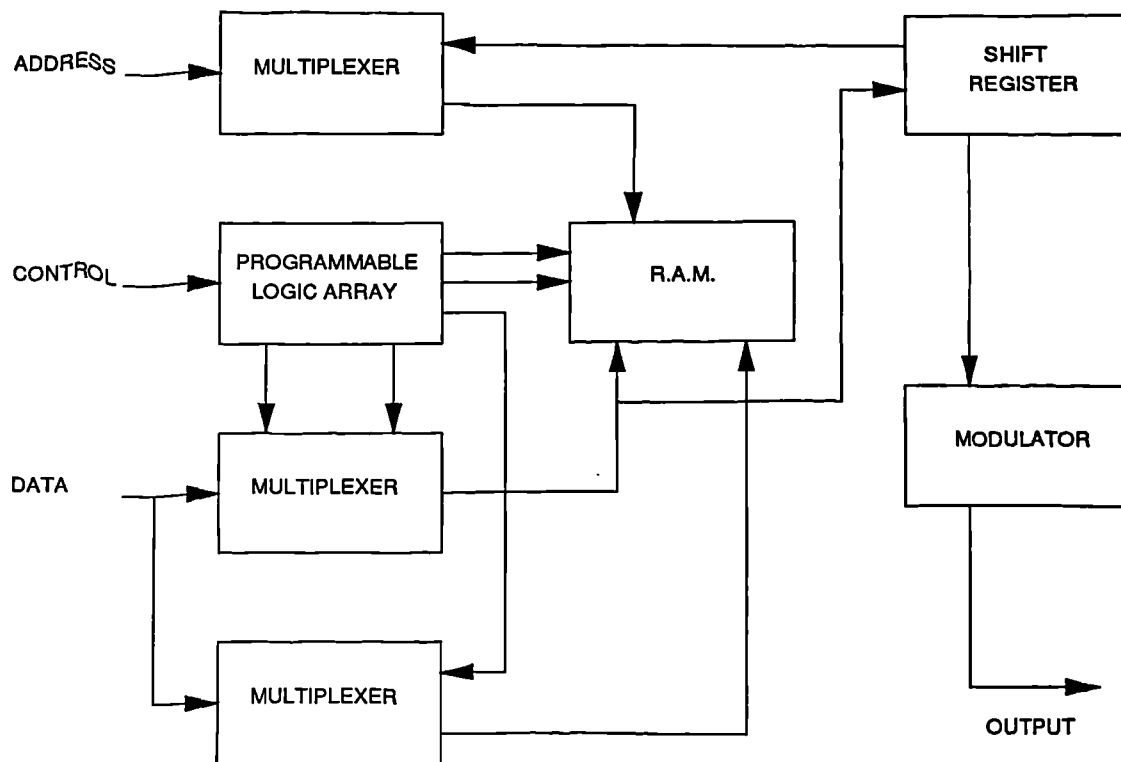 ADDRESS
MULTIPLEXER
SHIFT
REGISTER
CONTROL
PROGRAMMABLE
LOGIC ARRAY
R.A.M.
MODULATOR
DATA
MULTIPLEXER
MULTIPLEXER
OUTPUT